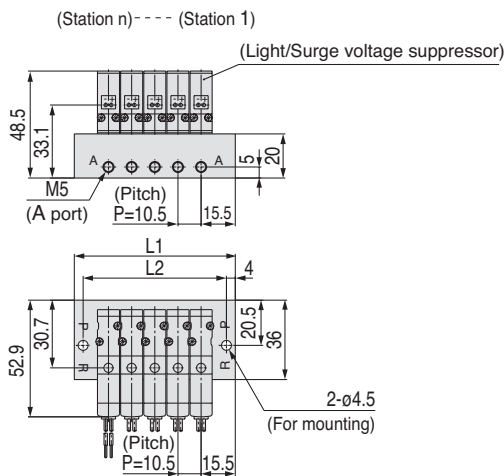 (Station n)---- (Station 1)
(Light/Surge voltage suppressor)
48.5
33.1
A
A
5
20
M5
(A port)
(Pitch)
P=10.5
15.5
L1
L2
4
52.9
30.7
P
R
P
R
20.5
36
2-ø4.5
(For mounting)
(Pitch)
P=10.5
15.5